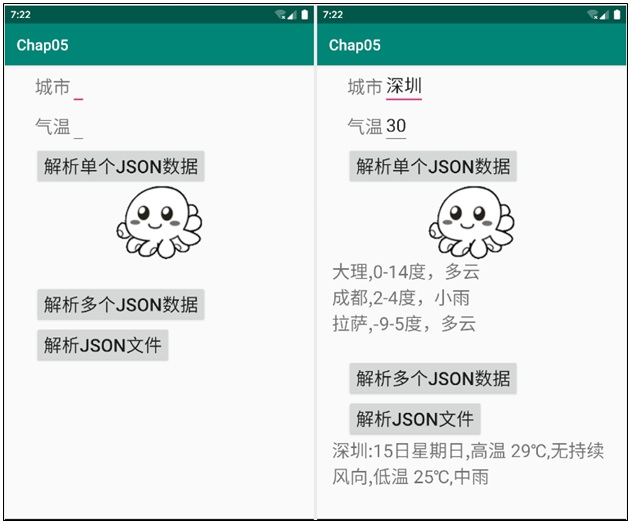 7:22
Chap05
城市
气温
解析单个JSON数据
解析多个JSON数据
解析JSON文件
7:22
Chap05
城市 深圳
气温 30
解析单个JSON数据
大理,0-14度，多云
成都,2-4度，小雨
拉萨,-9-5度，多云
解析多个JSON数据
解析JSON文件
深圳:15日星期日,高温 29℃,无持续
风向,低温 25℃,中雨